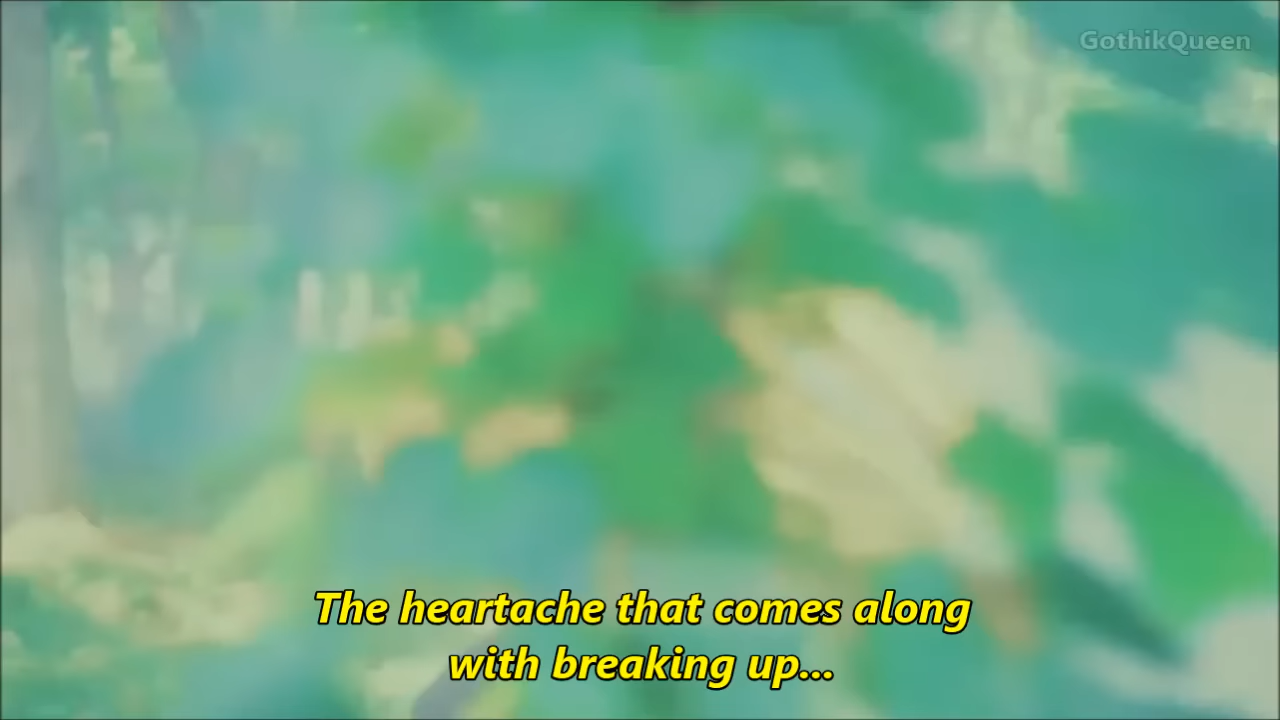 GothikQueen
The heartache that comes along
with breaking up...